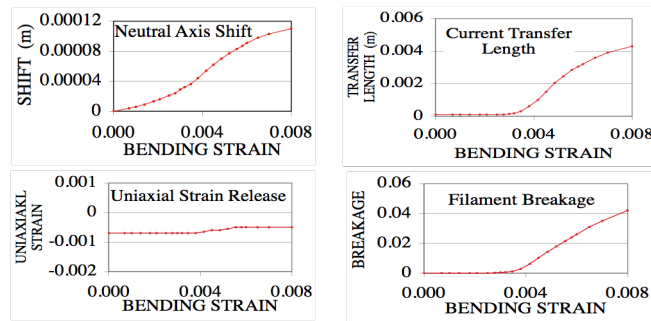 0.00012
Neutral Axis Shift
0.00008
0.00004
0
SHIFT (m)
0.000
0.004
0.008
BENDING STRAIN
0.006
Current Transfer
Length
0.004
0.002
0
TRANSFER
LENGTH (m)
0.000
0.004
0.008
BENDING STRAIN
0.001
Uniaxial Strain Release
0
-0.001
-0.002
UNIAXIAKL
STRAIN
0.000
0.004
0.008
BENDING STRAIN
0.06
Filament Breakage
0.04
0.02
0
BREAKAGE
0.000
0.004
0.008
BENDING STRAIN